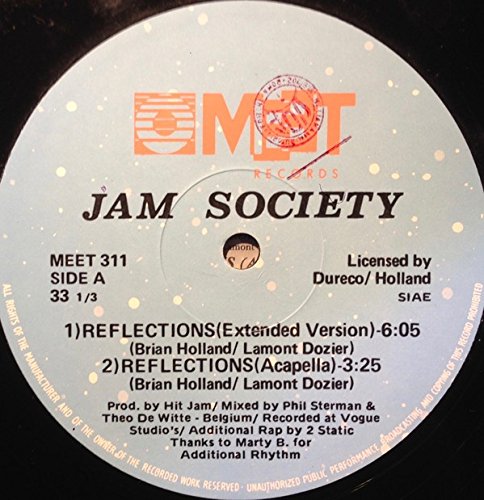 MEET
RECORDS
JAM SOCIETY
MEET 311
SIDE A
33 1/3
Licensed by
Dureco/ Holland
SIAE
1)REFLECTIONS(Extended Version)-6:05
(Brian Holland/ Lamont Dozier)
2)REFLECTIONS(Acapella)-3:25
(Brian Holland/ Lamont Dozier)
Prod. by Hit Jam/ Mixed by Phil Sterman &
Theo De Witte - Belgium/ Recorded at Vogue
Studio's/ Additional Rap by 2 Static
Thanks to Marty B. for
Additional Rhythm
ALL RIGHTS OF THE MANUFACTURER AND OF THE OWNER OF THE RECORDED WORK RESERVED - UNAUTHORIZED PUBLIC PERFORMANCE, BROADCASTING AND COPYING OF THIS RECORD PROHIBITED